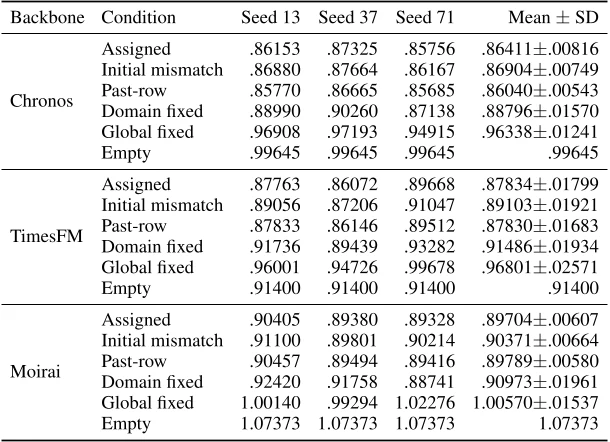 Backbone Condition Seed 13 Seed 37 Seed 71 Mean ± SD
Chronos
Assigned .86153 .87325 .85756 .86411±.00816
Initial mismatch .86880 .87664 .86167 .86904±.00749
Past-row .85770 .86665 .85685 .86040±.00543
Domain fixed .88990 .90260 .87138 .88796±.01570
Global fixed .96908 .97193 .94915 .96338±.01241
Empty .99645 .99645 .99645 .99645
TimesFM
Assigned .87763 .86072 .89668 .87834±.01799
Initial mismatch .89056 .87206 .91047 .89103±.01921
Past-row .87833 .86146 .89512 .87830±.01683
Domain fixed .91736 .89439 .93282 .91486±.01934
Global fixed .96001 .94726 .99678 .96801±.02571
Empty .91400 .91400 .91400 .91400
Moirai
Assigned .90405 .89380 .89328 .89704±.00607
Initial mismatch .91100 .89801 .90214 .90371±.00664
Past-row .90457 .89494 .89416 .89789±.00580
Domain fixed .92420 .91758 .88741 .90973±.01961
Global fixed 1.00140 .99294 1.02276 1.00570±.01537
Empty 1.07373 1.07373 1.07373 1.07373